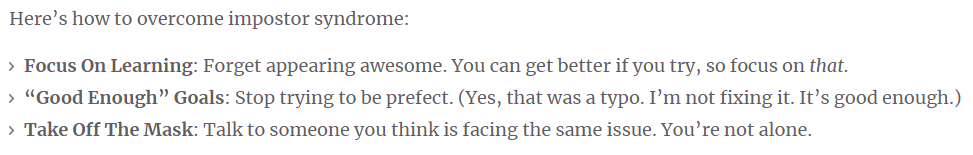 Here’s how to overcome impostor syndrome:
› Focus On Learning: Forget appearing awesome. You can get better if you try, so focus on that.
› “Good Enough” Goals: Stop trying to be prefect. (Yes, that was a typo. I’m not fixing it. It’s good enough.)
› Take Off The Mask: Talk to someone you think is facing the same issue. You’re not alone.